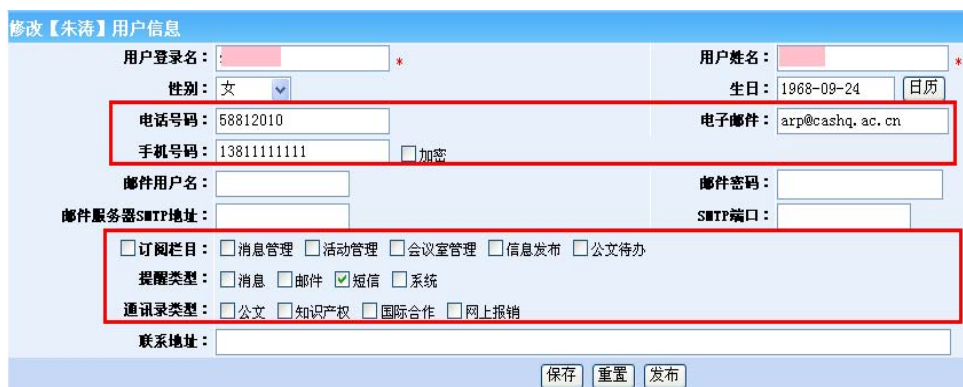 修改【朱涛】用户信息
用户登录名： * 用户姓名： *
性别： 女 生日： 1968-09-24 日历
电话号码： 58812010 电子邮件： arp@cashq.ac.cn
手机号码： 13811111111 加密
邮件用户名： 邮件密码：
邮件服务器SMTP地址： SMTP端口：
订阅栏目： 消息管理 活动管理 会议室管理 信息发布 公文待办
提醒类型： 消息 邮件 短信 系统
通讯录类型： 公文 知识产权 国际合作 网上报销
联系地址：
保存 重置 发布